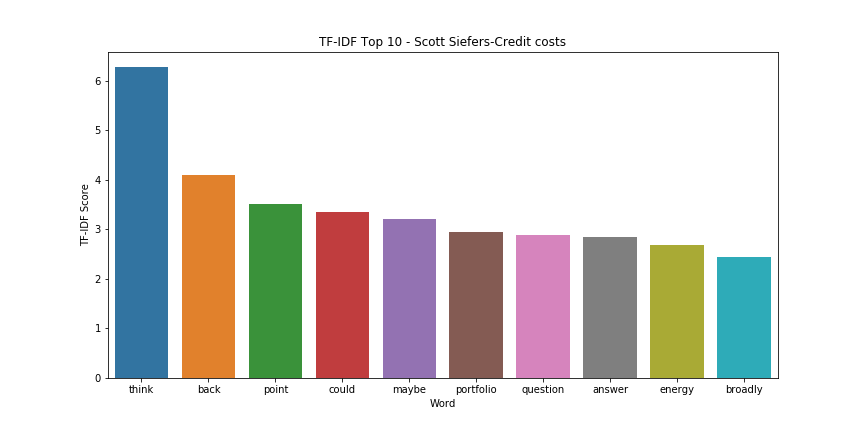 TF-IDF Top 10 - Scott Siefers-Credit costs
TF-IDF Score
6
5
4
3
2
1
0
think back point could maybe portfolio question answer energy broadly
Word